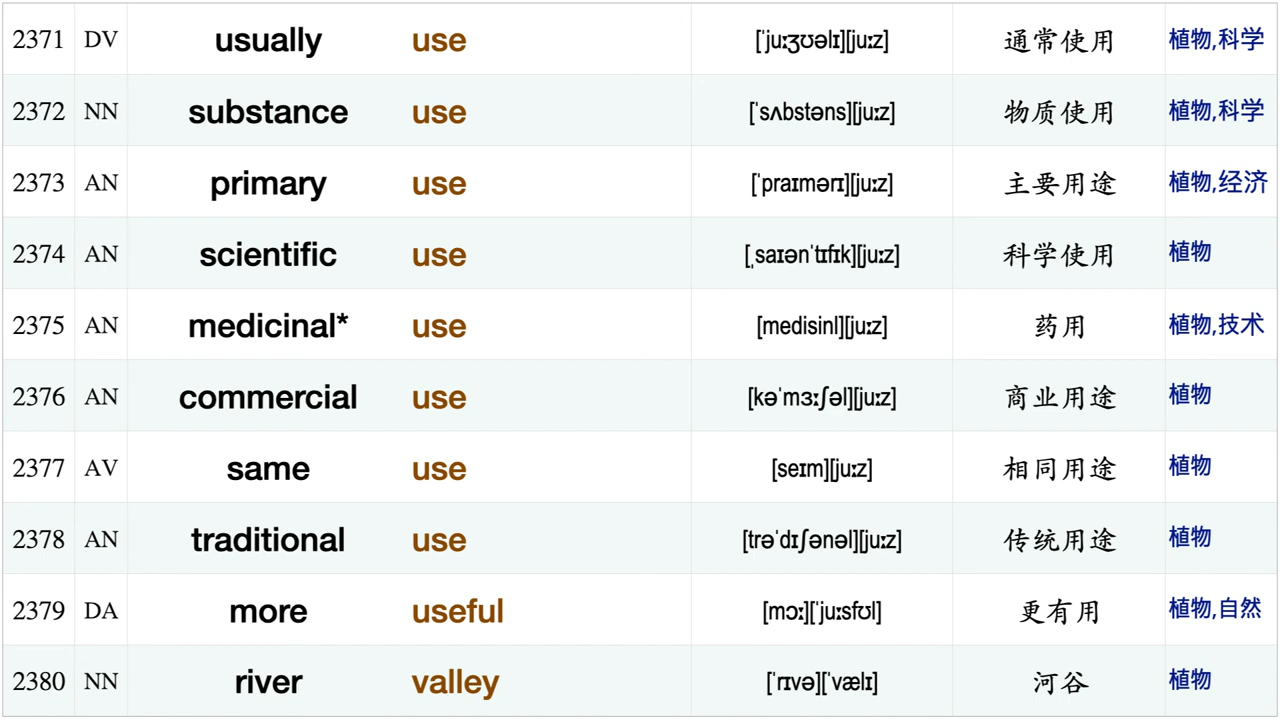 2371 DV usually use [ˈjuːʒʊəlɪ][juːz] 通常使用 植物,科学
2372 NN substance use [ˈsʌbstəns][juːz] 物质使用 植物,科学
2373 AN primary use [ˈpraɪmərɪ][juːz] 主要用途 植物,经济
2374 AN scientific use [ˌsaɪənˈtɪfɪk][juːz] 科学使用 植物
2375 AN medicinal* use [medisinl][juːz] 药用 植物,技术
2376 AN commercial use [kəˈmɜːʃəl][juːz] 商业用途 植物
2377 AV same use [seɪm][juːz] 相同用途 植物
2378 AN traditional use [trəˈdɪʃənəl][juːz] 传统用途 植物
2379 DA more useful [mɔː][ˈjuːsfʊl] 更有用 植物,自然
2380 NN river valley [ˈrɪvə][ˈvælɪ] 河谷 植物